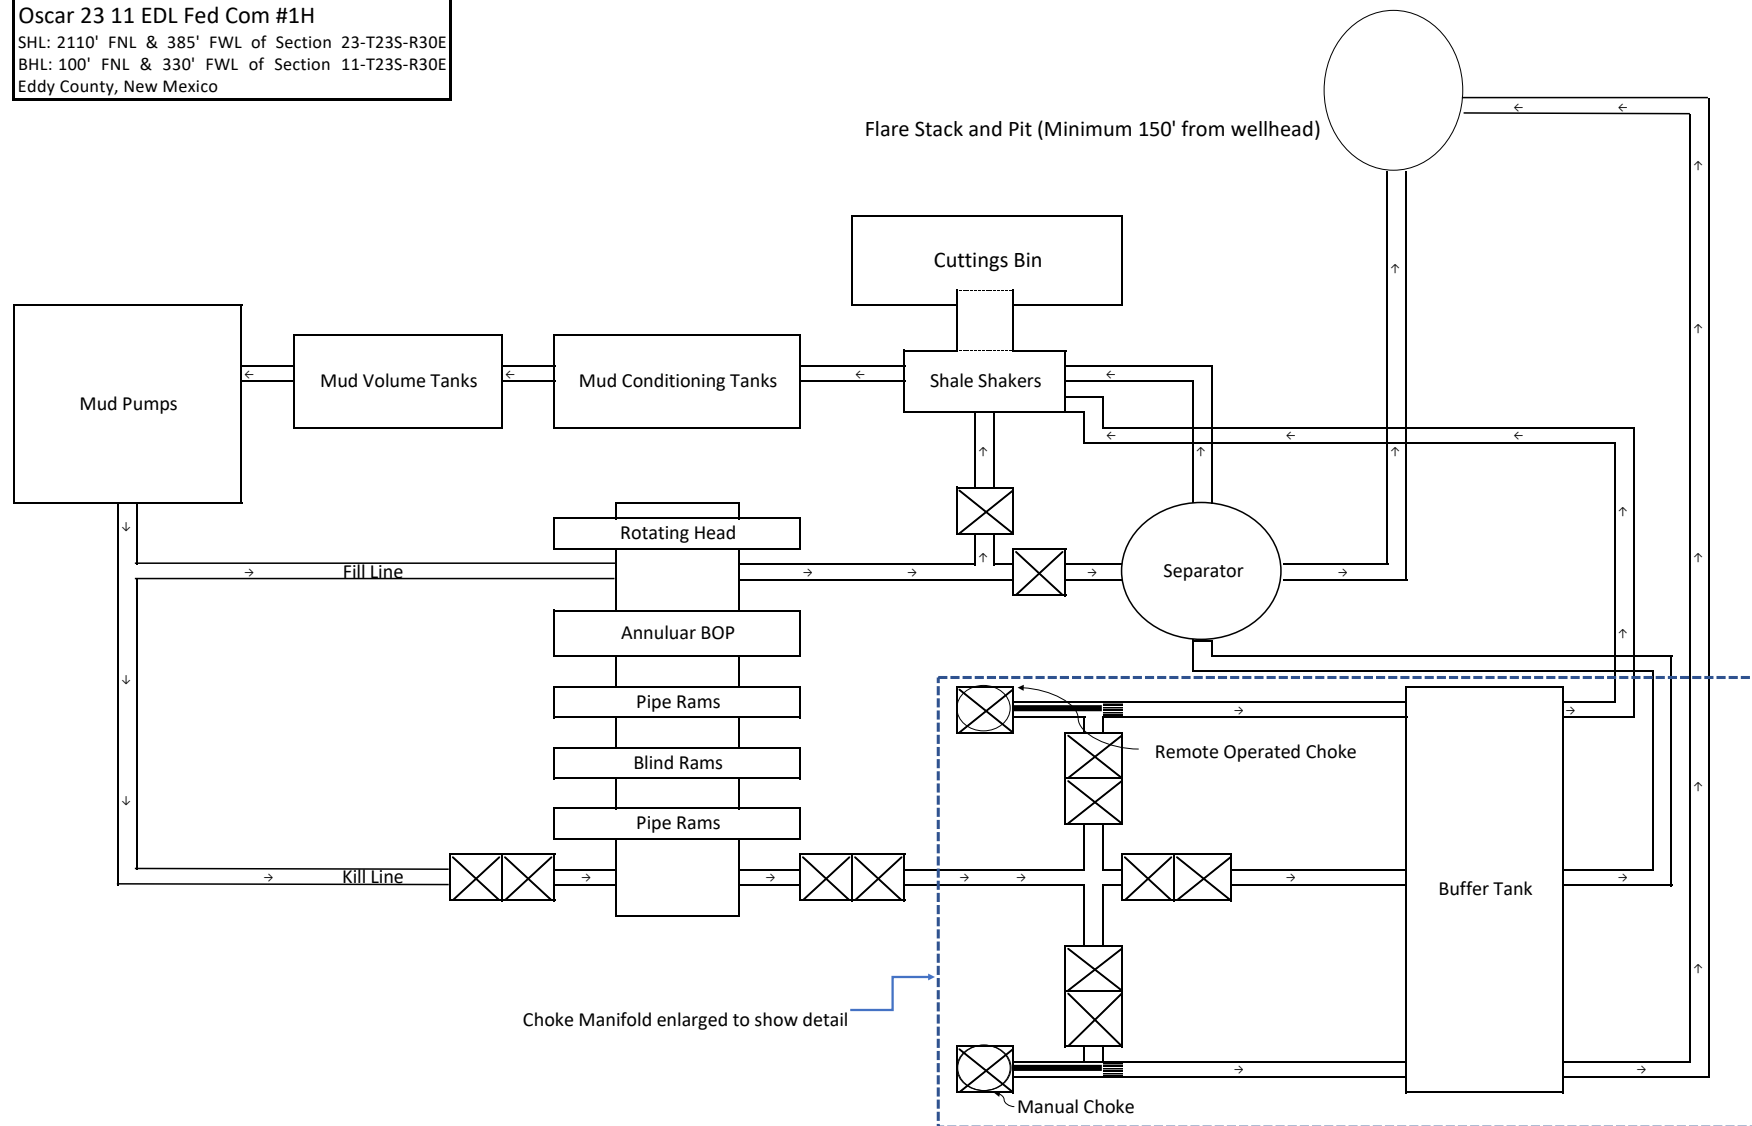 Oscar 23 11 EDL Fed Com #1H
SHL: 2110' FNL & 385' FWL of Section 23-T23S-R30E
BHL: 100' FNL & 330' FWL of Section 11-T23S-R30E
Eddy County, New Mexico
Flare Stack and Pit (Minimum 150' from wellhead)
Cuttings Bin
Mud Pumps
Mud Volume Tanks
Mud Conditioning Tanks
Shale Shakers
Rotating Head
Fill Line
Separator
Annuluar BOP
Pipe Rams
Remote Operated Choke
Blind Rams
Pipe Rams
Kill Line
Buffer Tank
Choke Manifold enlarged to show detail
Manual Choke